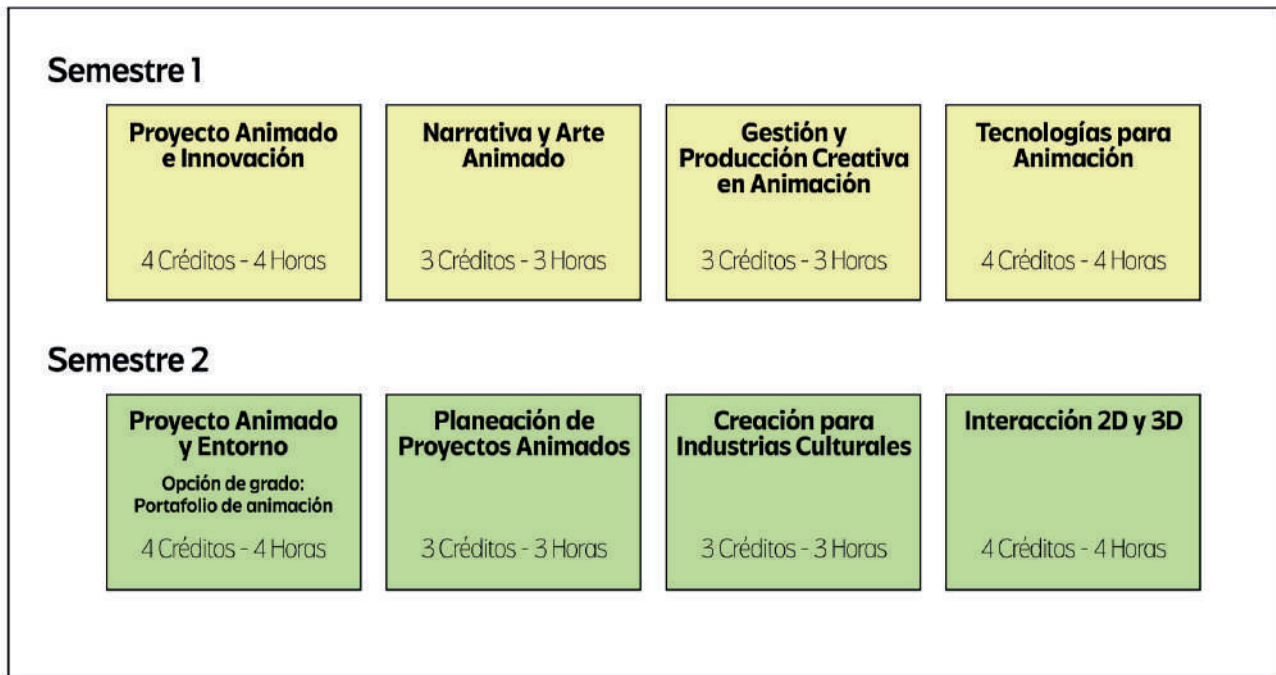 Semestre 1
Proyecto Animado
e Innovación
4 Créditos - 4 Horas
Narrativa y Arte
Animado
3 Créditos - 3 Horas
Gestión y
Producción Creativa
en Animación
3 Créditos - 3 Horas
Tecnologías para
Animación
4 Créditos - 4 Horas
Semestre 2
Proyecto Animado
y Entorno
Opción de grado:
Portafolio de animación
4 Créditos - 4 Horas
Planeación de
Proyectos Animados
3 Créditos - 3 Horas
Creación para
Industrias Culturales
3 Créditos - 3 Horas
Interacción 2D y 3D
4 Créditos - 4 Horas